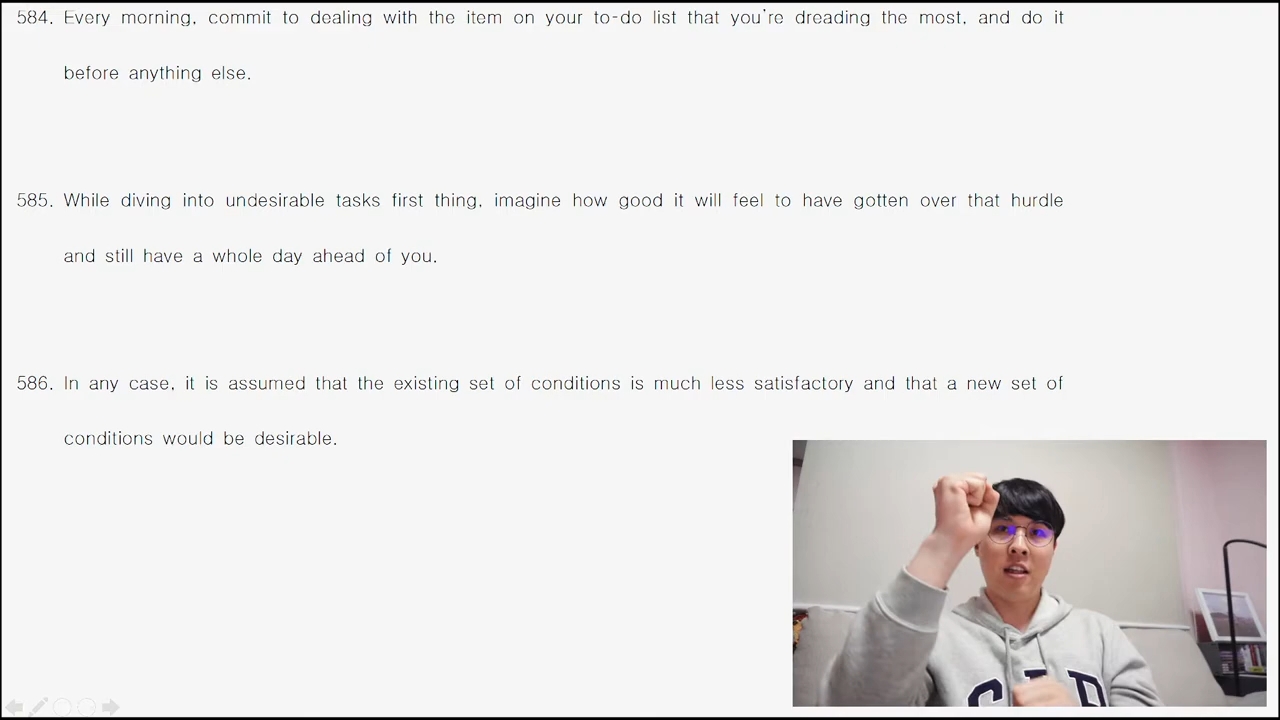 584. Every morning, commit to dealing with the item on your to-do list that you're dreading the most, and do it
before anything else.
585. While diving into undesirable tasks first thing, imagine how good it will feel to have gotten over that hurdle
and still have a whole day ahead of you.
586. In any case, it is assumed that the existing set of conditions is much less satisfactory and that a new set of
conditions would be desirable.